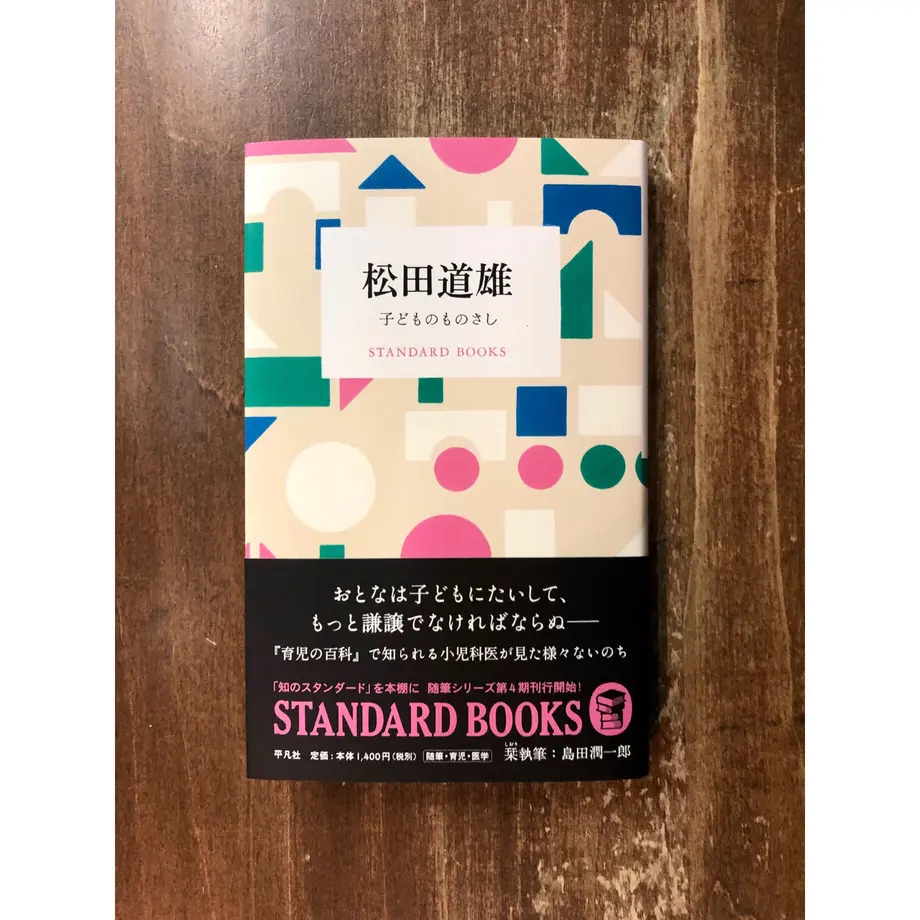 松田道雄
子どものものさし
STANDARD BOOKS
おとなは子どもにたいして、
もっと謙譲でなければならぬ——
『育児の百科』で知られる小児科医が見た様々ないのち
「知のスタンダード」を本棚に 随筆シリーズ第4期刊行開始!
STANDARD BOOKS
平凡社 定価:本体1,400円(税別) 随筆・育児・医学 栞執筆:島田潤一郎
しおり